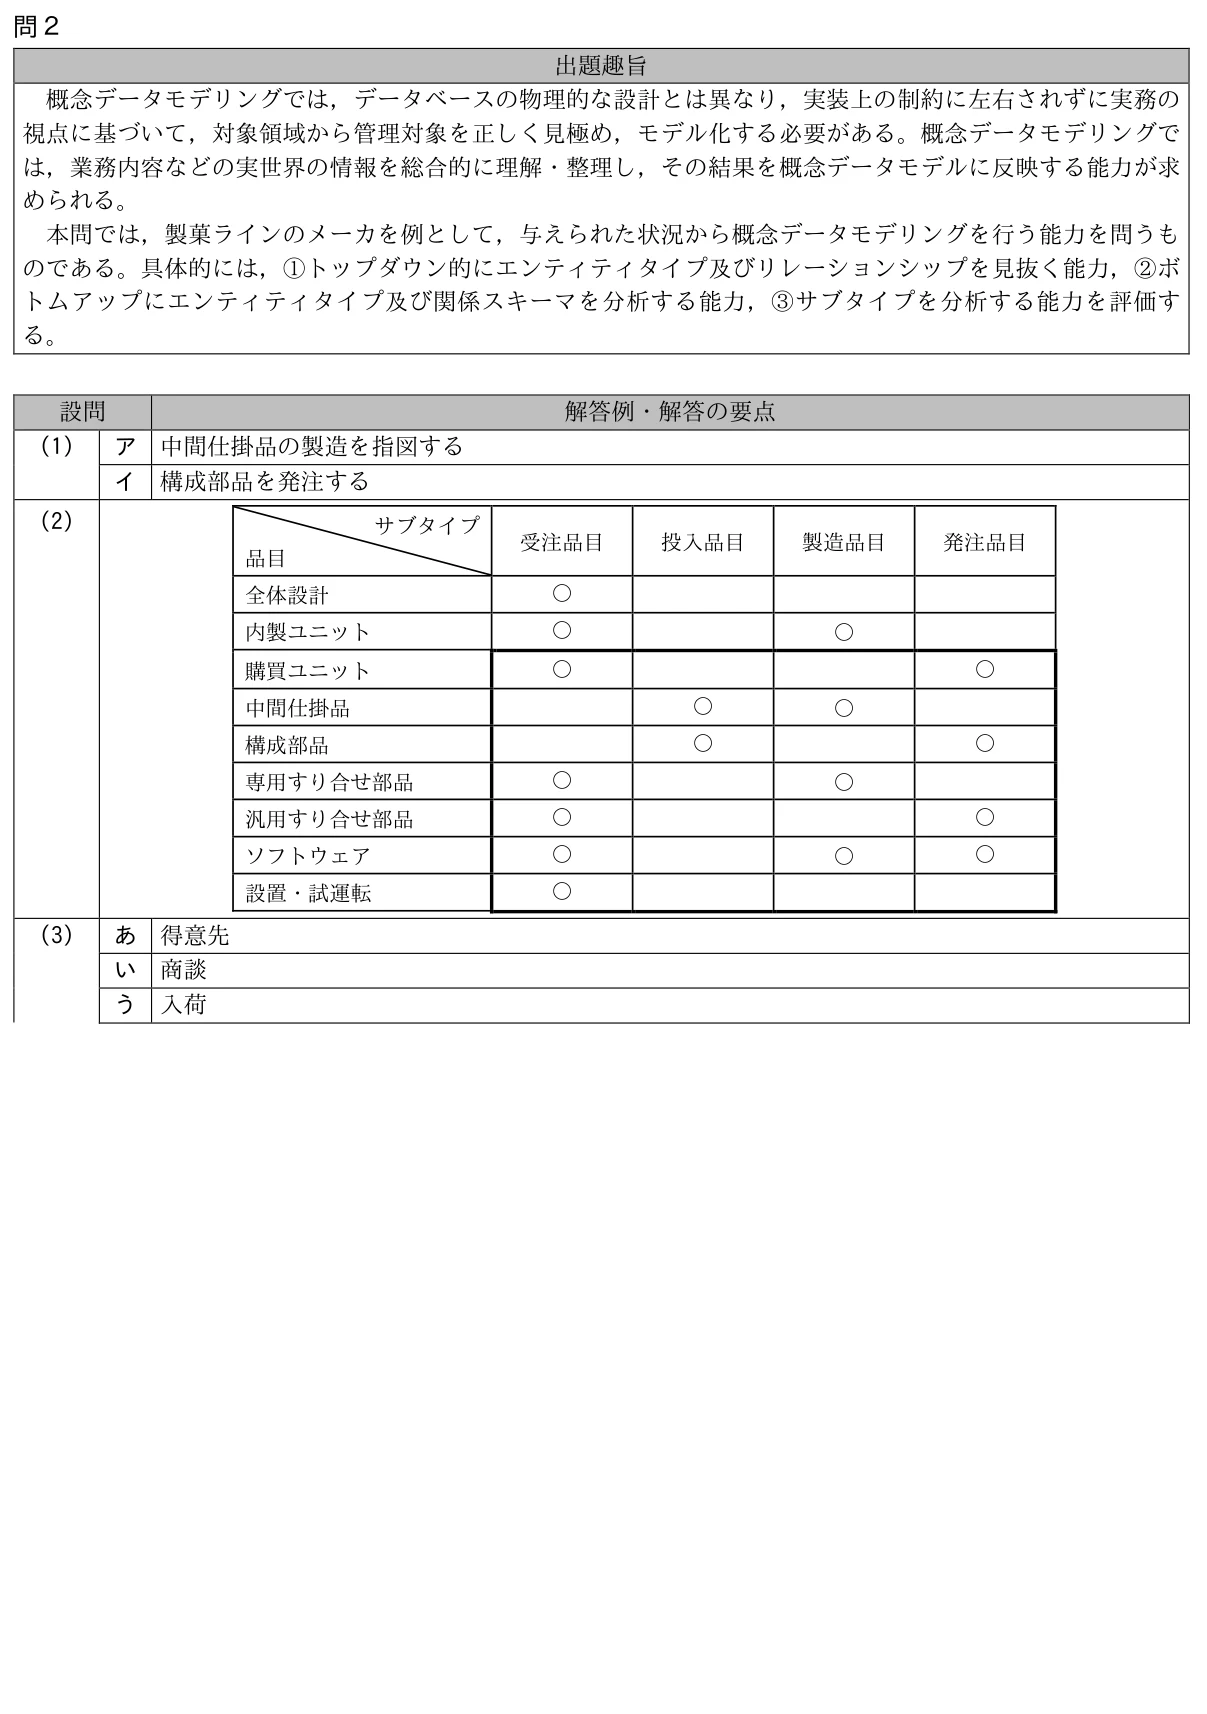 問２
出題趣旨
概念データモデリングでは，データベースの物理的な設計とは異なり，実装上の制約に左右されずに実務の
視点に基づいて，対象領域から管理対象を正しく見極め，モデル化する必要がある。概念データモデリングで
は，業務内容などの実世界の情報を総合的に理解・整理し，その結果を概念データモデルに反映する能力が求
められる。
本問では，製菓ラインのメーカを例として，与えられた状況から概念データモデリングを行う能力を問うも
のである。具体的には，①トップダウン的にエンティティタイプ及びリレーションシップを見抜く能力，②ボ
トムアップにエンティティタイプ及び関係スキーマを分析する能力，③サブタイプを分析する能力を評価す
る。
設問 解答例・解答の要点
(1) ア 中間仕掛品の製造を指図する
イ 構成部品を発注する
(2) サブタイプ 品目 受注品目 投入品目 製造品目 発注品目
全体設計 ○
内製ユニット ○ ○
購買ユニット ○ ○
中間仕掛品 ○ ○
構成部品 ○ ○
専用すり合せ部品 ○ ○
汎用すり合せ部品 ○ ○
ソフトウェア ○ ○ ○
設置・試運転 ○
(3) あ 得意先
い 商談
う 入荷